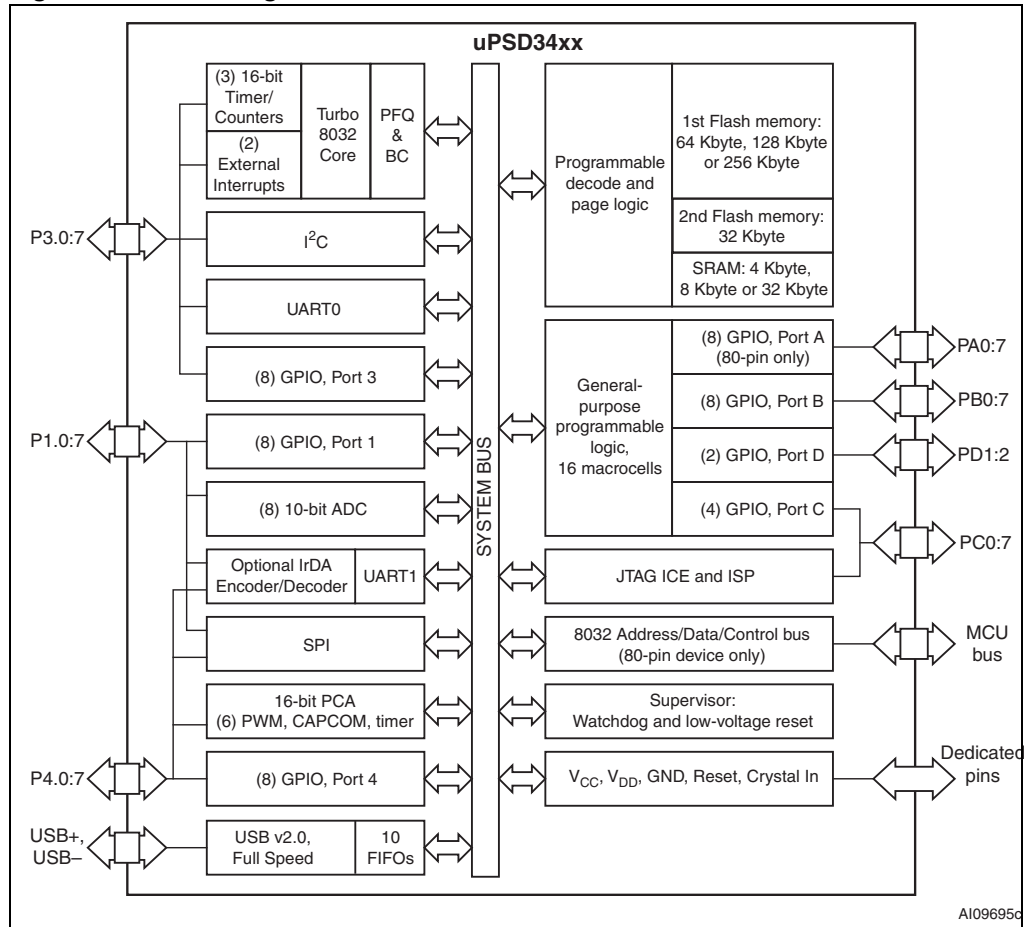 uPSD34xx
(3) 16-bit
Timer/
Counters
(2)
External
Interrupts
Turbo
8032
Core
PFQ
&
BC
P3.0:7
I²C
UART0
(8) GPIO, Port 3
P1.0:7
(8) GPIO, Port 1
(8) 10-bit ADC
Optional IrDA
Encoder/Decoder
UART1
SPI
16-bit PCA
(6) PWM, CAPCOM, timer
P4.0:7
(8) GPIO, Port 4
USB+,
USB–
USB v2.0,
Full Speed
10
FIFOs
SYSTEM BUS
Programmable
decode and
page logic
1st Flash memory:
64 Kbyte, 128 Kbyte
or 256 Kbyte
2nd Flash memory:
32 Kbyte
SRAM: 4 Kbyte,
8 Kbyte or 32 Kbyte
General-
purpose
programmable
logic,
16 macrocells
(8) GPIO, Port A
(80-pin only)
PA0:7
(8) GPIO, Port B
PB0:7
(2) GPIO, Port D
PD1:2
(4) GPIO, Port C
PC0:7
JTAG ICE and ISP
8032 Address/Data/Control bus
(80-pin device only)
MCU
bus
Supervisor:
Watchdog and low-voltage reset
VCC, VDD, GND, Reset, Crystal In
Dedicated
pins
AI09695c